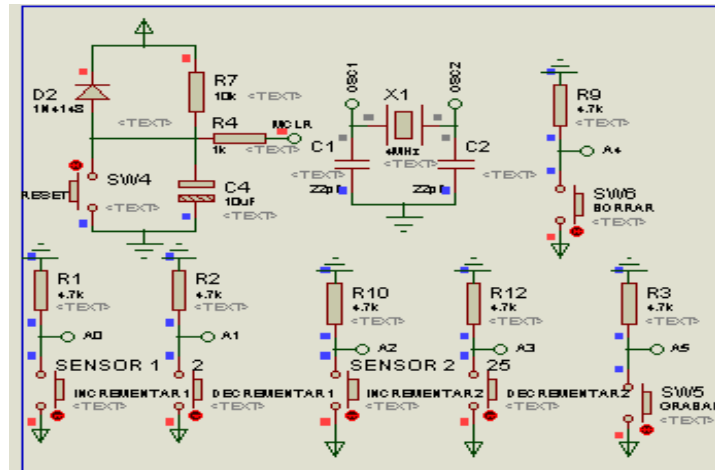 D2
1N4148
<TEXT>
R7
10k
<TEXT>
R4
1k
<TEXT>
MCLR
SW4
RESET
<TEXT>
C4
10uF
<TEXT>
OSC1
X1
OSC2
4MHz
<TEXT>
C1
22pf
<TEXT>
C2
22pf
<TEXT>
R9
4.7k
<TEXT>
A4
SW6
BORRAR
<TEXT>
R1
4.7k
<TEXT>
A0
SENSOR 1
INCREMENTAR1
<TEXT>
R2
4.7k
<TEXT>
A1
2
DECREMENTAR1
<TEXT>
R10
4.7k
<TEXT>
A2
SENSOR 2
INCREMENTAR2
<TEXT>
R12
4.7k
<TEXT>
A3
25
DECREMENTAR2
<TEXT>
R3
4.7k
<TEXT>
A5
SW5
GRABAR
<TEXT>